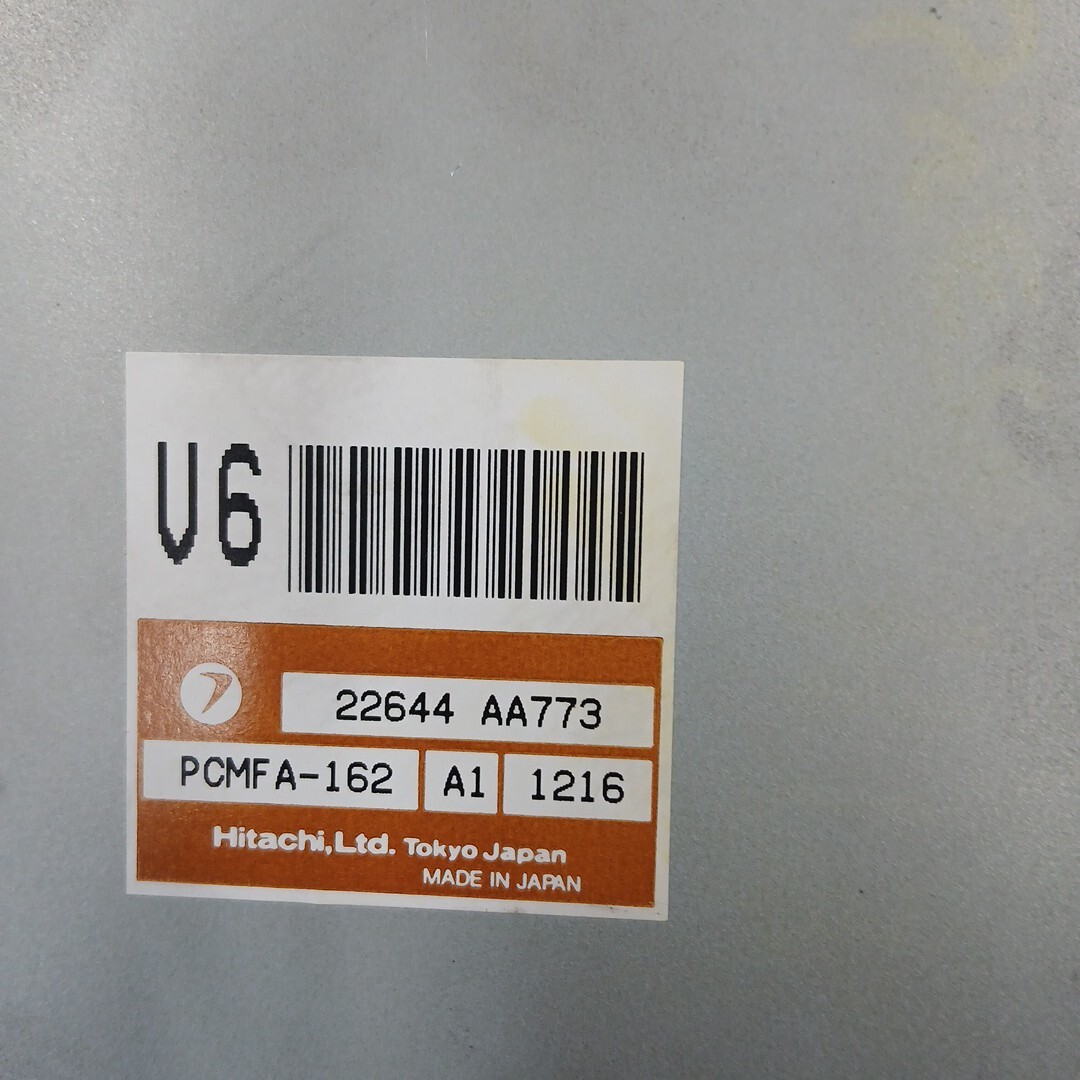 V6
22644 AA773
PCMFA-162 A1 1216
Hitachi,Ltd. Tokyo Japan
MADE IN JAPAN